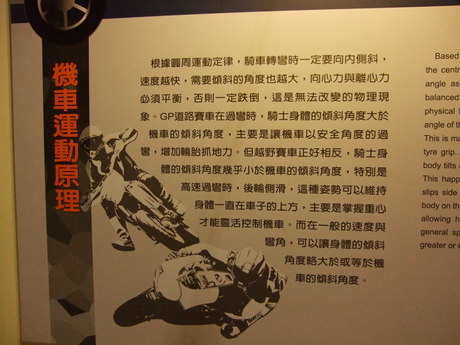 機車運動原理
根據圓周運動定律，騎車轉彎時一定要向內側斜，
速度越快，需要傾斜的角度也越大，向心力與離心力
必須平衡，否則一定跌倒，這是無法改變的物理現
象。GP道路賽車在過彎時，騎士身體的傾斜角度大於
機車的傾斜角度，主要是讓機車以安全角度的過
彎，增加輪胎抓地力。但越野賽車正好相反，騎士身
體的傾斜角度幾乎小於機車的傾斜角度，特別是
高速過彎時，後輪側滑，這種姿勢可以維持
身體一直在車子的上方，主要是掌握重心
才能靈活控制機車。而在一般的速度與
彎角，可以讓身體的傾斜
角度略大於或等於機
車的傾斜角度。
Based
the centr
angle as
balanced
physical
angle of th
This is ma
tyre grip.
body tilts a
This happ
slips side
body on th
allowing h
general sp
greater or e